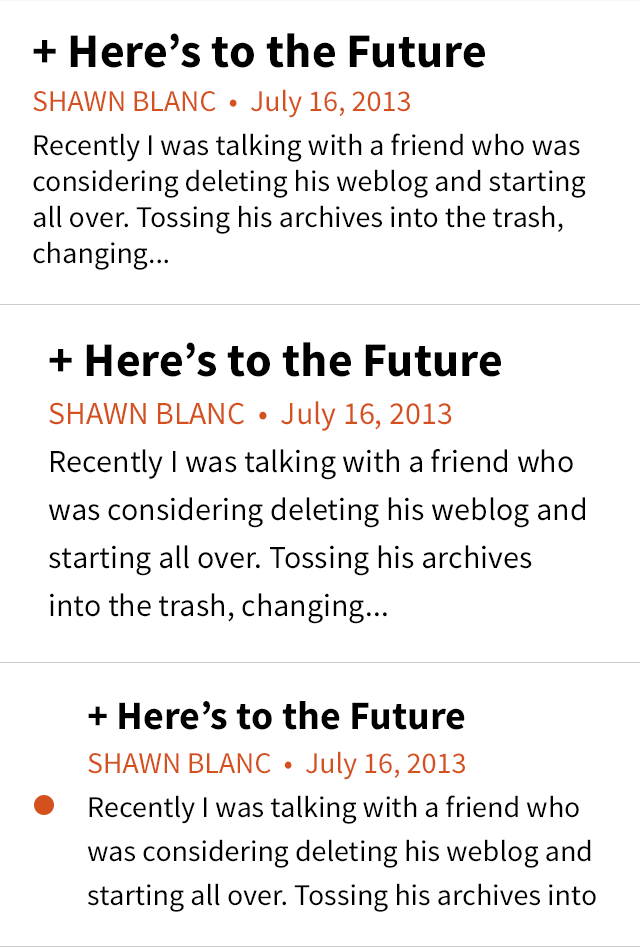 + Here’s to the Future
SHAWN BLANC • July 16, 2013
Recently I was talking with a friend who was
considering deleting his weblog and starting
all over. Tossing his archives into the trash,
changing...
+ Here’s to the Future
SHAWN BLANC • July 16, 2013
Recently I was talking with a friend who
was considering deleting his weblog and
starting all over. Tossing his archives
into the trash, changing...
+ Here’s to the Future
SHAWN BLANC • July 16, 2013
Recently I was talking with a friend who
was considering deleting his weblog and
starting all over. Tossing his archives into